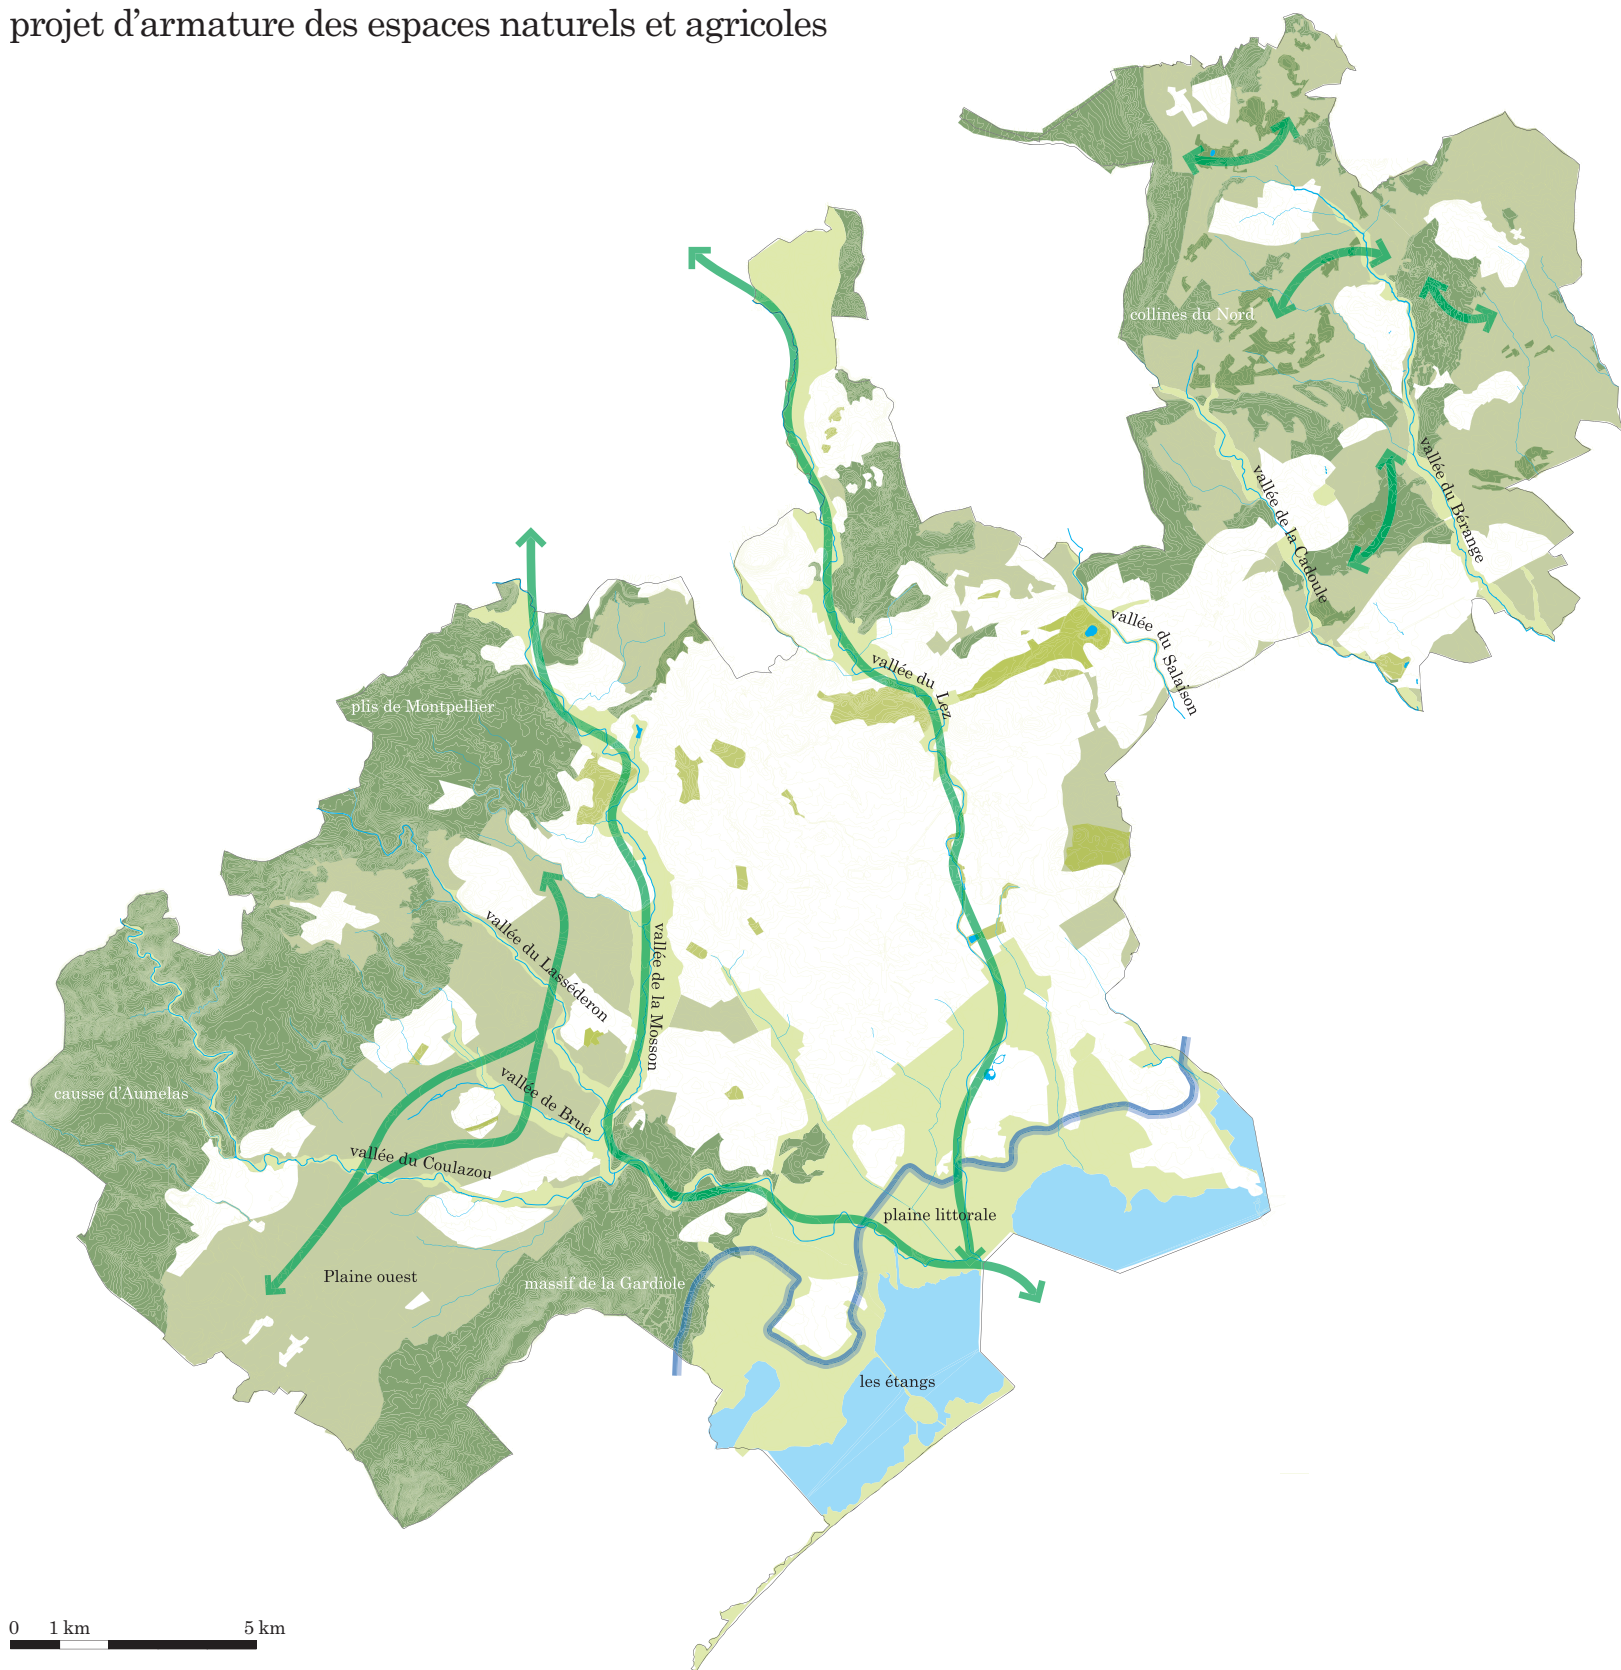 projet d’armature des espaces naturels et agricoles
collines du Nord
vallée du Bérange
vallée de la Cadoule
vallée du Salaison
vallée du Lez
plis de Montpellier
vallée du Lasséderon
vallée de la Mosson
vallée de Brue
causse d’Aumelas
vallée du Coulazou
plaine littorale
Plaine ouest
massif de la Gardiole
les étangs
0 1 km 5 km